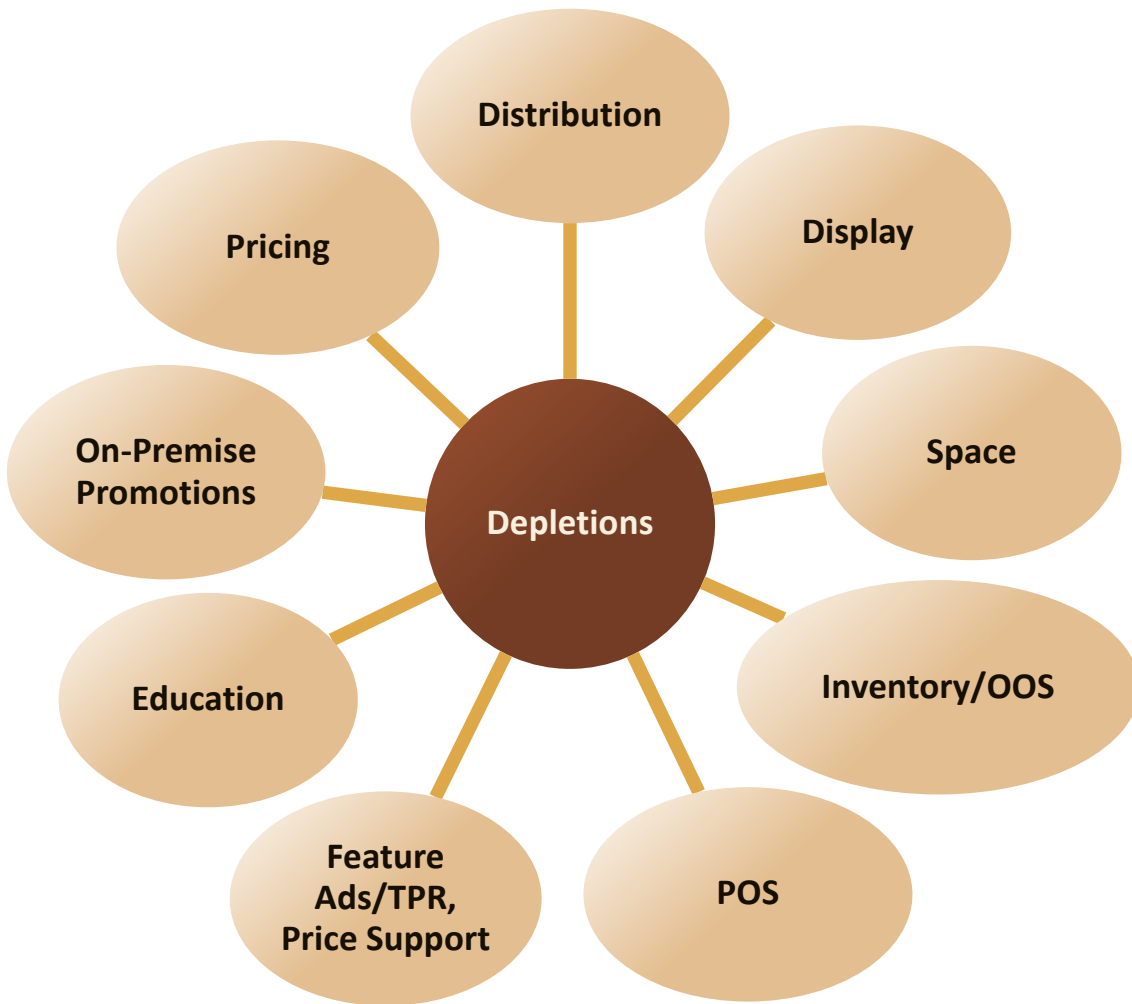 Distribution
Display
Pricing
Space
On-Premise
Promotions
Depletions
Inventory/OOS
Education
Feature
Ads/TPR,
Price Support
POS